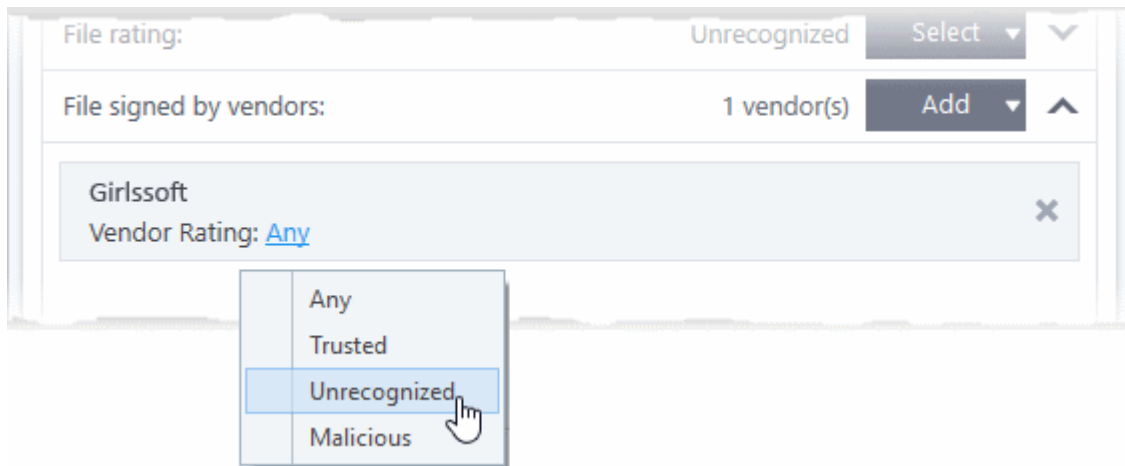 File rating: Unrecognized Select
File signed by vendors: 1 vendor(s) Add
Girlssoft
Vendor Rating: Any
Any
Trusted
Unrecognized
Malicious